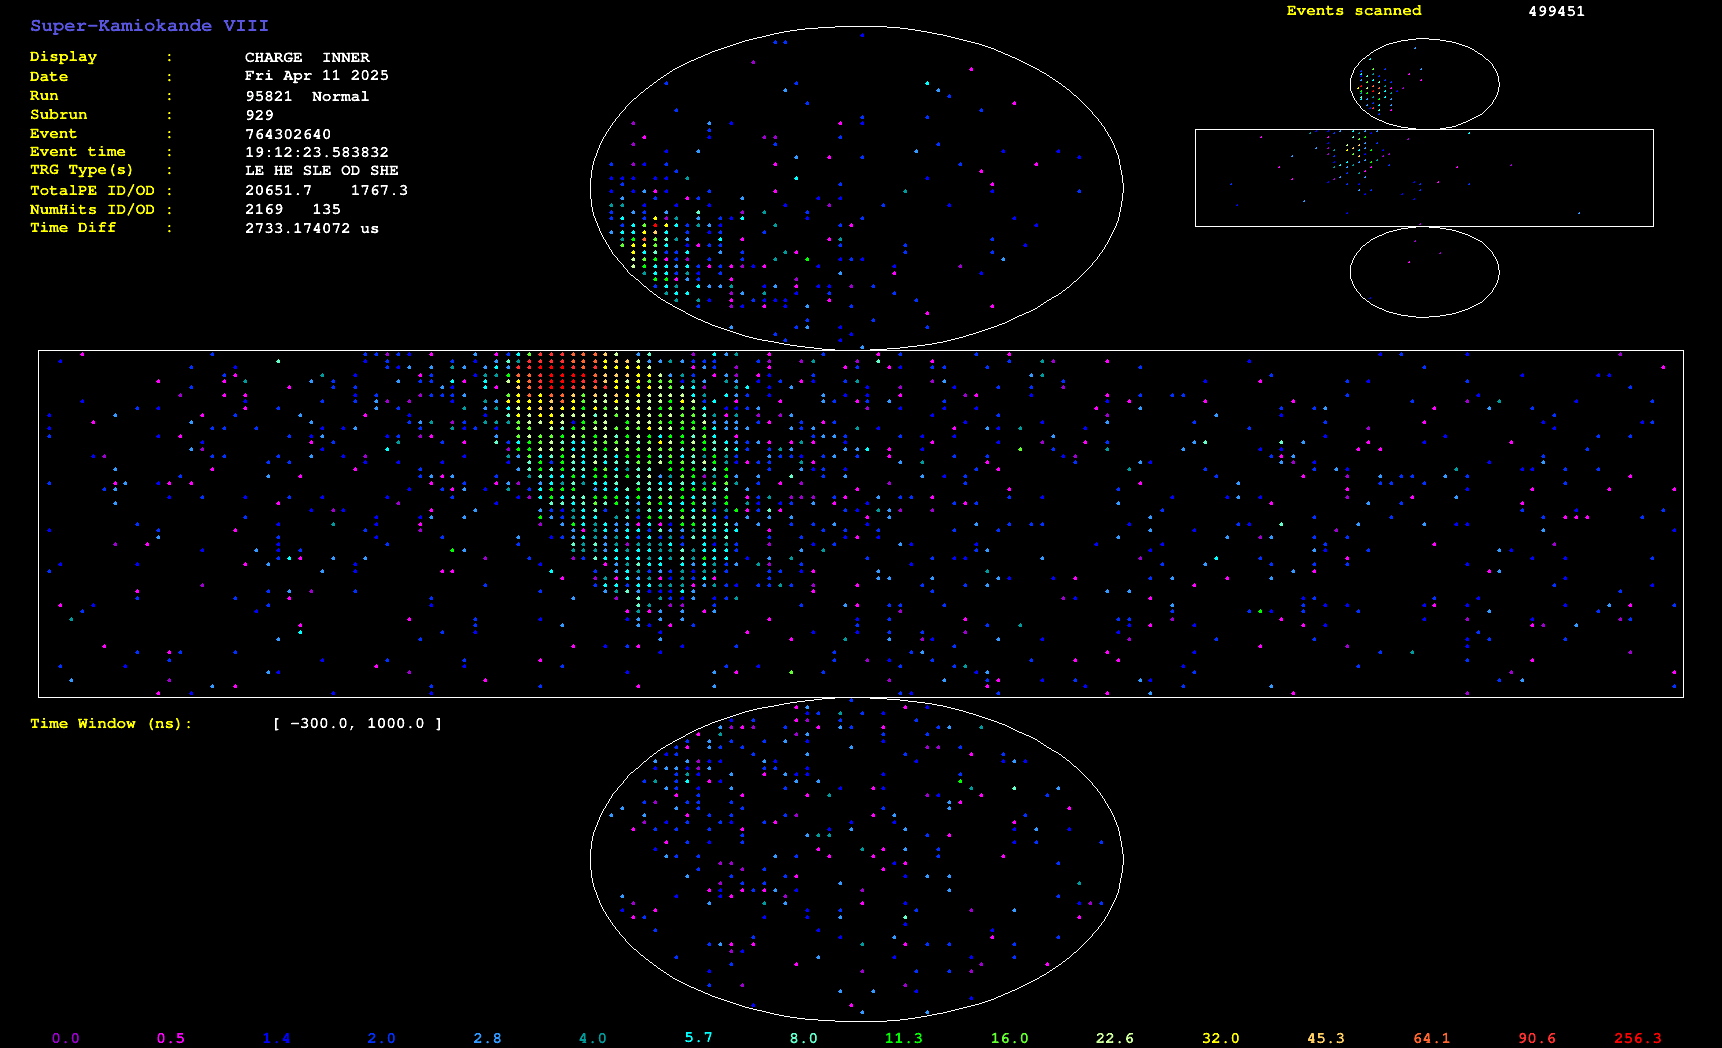 Super-Kamiokande VIII
Display : CHARGE INNER
Date : Fri Apr 11 2025
Run : 95821 Normal
Subrun : 929
Event : 764302640
Event time : 19:12:23.583832
TRG Type(s) : LE HE SLE OD SHE
TotalPE ID/OD : 20651.7 1767.3
NumHits ID/OD : 2169 135
Time Diff : 2733.174072 us
Events scanned 499451
Time Window (ns): [ -300.0, 1000.0 ]
0.0 0.5 1.4 2.0 2.8 4.0 5.7 8.0 11.3 16.0 22.6 32.0 45.3 64.1 90.6 256.3